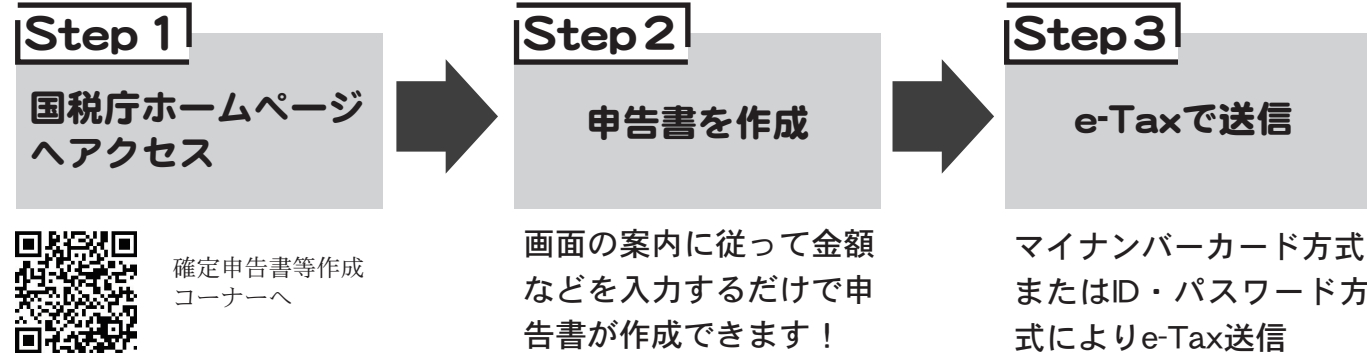 Step 1
国税庁ホームページ
へアクセス
確定申告書等作成
コーナーへ
Step 2
申告書を作成
画面の案内に従って金額
などを入力するだけで申
告書が作成できます！
Step 3
e-Taxで送信
マイナンバーカード方式
またはID・パスワード方
式によりe-Tax送信